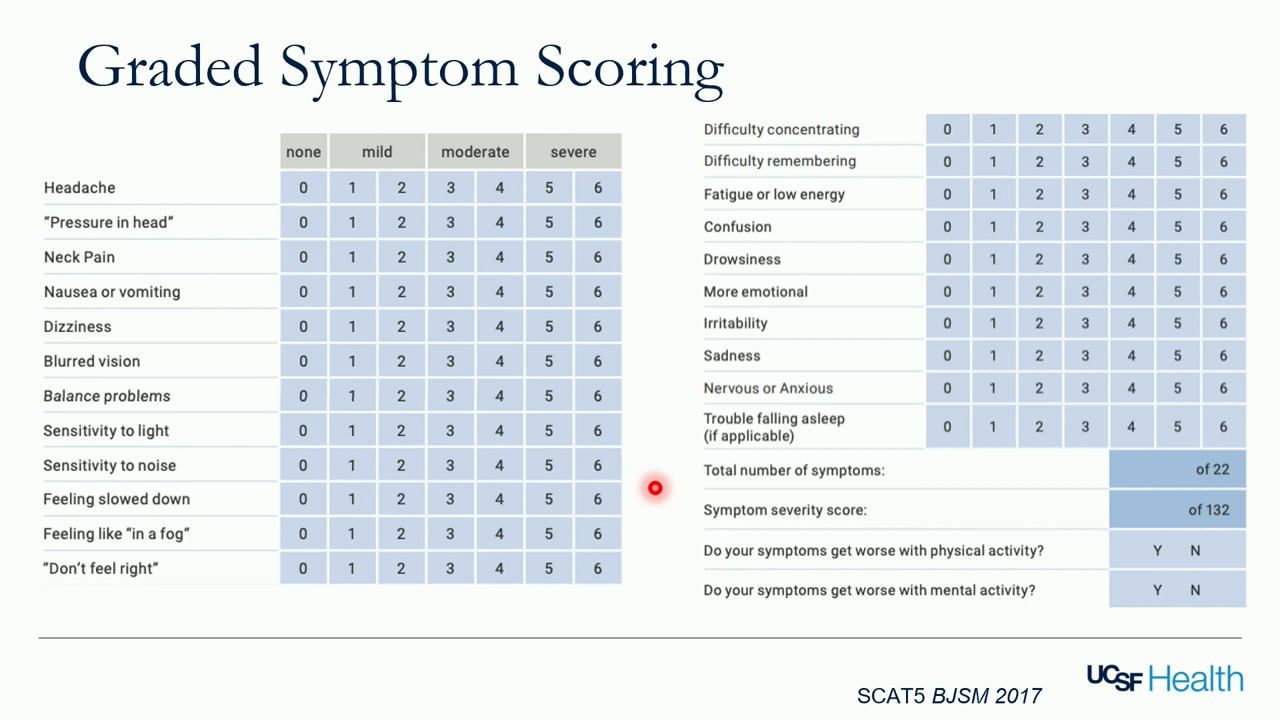 Graded Symptom Scoring
none mild moderate severe
Headache 0 1 2 3 4 5 6
“Pressure in head” 0 1 2 3 4 5 6
Neck Pain 0 1 2 3 4 5 6
Nausea or vomiting 0 1 2 3 4 5 6
Dizziness 0 1 2 3 4 5 6
Blurred vision 0 1 2 3 4 5 6
Balance problems 0 1 2 3 4 5 6
Sensitivity to light 0 1 2 3 4 5 6
Sensitivity to noise 0 1 2 3 4 5 6
Feeling slowed down 0 1 2 3 4 5 6
Feeling like “in a fog” 0 1 2 3 4 5 6
“Don’t feel right” 0 1 2 3 4 5 6
Difficulty concentrating 0 1 2 3 4 5 6
Difficulty remembering 0 1 2 3 4 5 6
Fatigue or low energy 0 1 2 3 4 5 6
Confusion 0 1 2 3 4 5 6
Drowsiness 0 1 2 3 4 5 6
More emotional 0 1 2 3 4 5 6
Irritability 0 1 2 3 4 5 6
Sadness 0 1 2 3 4 5 6
Nervous or Anxious 0 1 2 3 4 5 6
Trouble falling asleep
(if applicable) 0 1 2 3 4 5 6
Total number of symptoms: of 22
Symptom severity score: of 132
Do your symptoms get worse with physical activity? Y N
Do your symptoms get worse with mental activity? Y N
SCAT5 BJSM 2017
UCSF Health